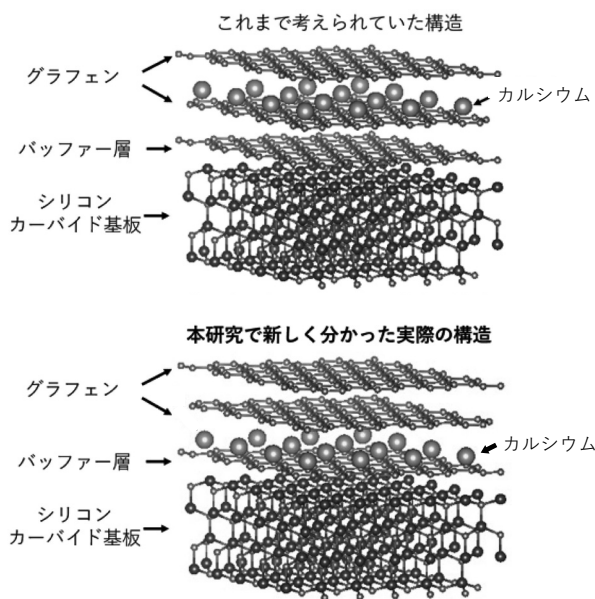 これまで考えられていた構造
グラフェン
カルシウム
バッファー層
シリコン
カーバイド基板
本研究で新しく分かった実際の構造
グラフェン
カルシウム
バッファー層
シリコン
カーバイド基板